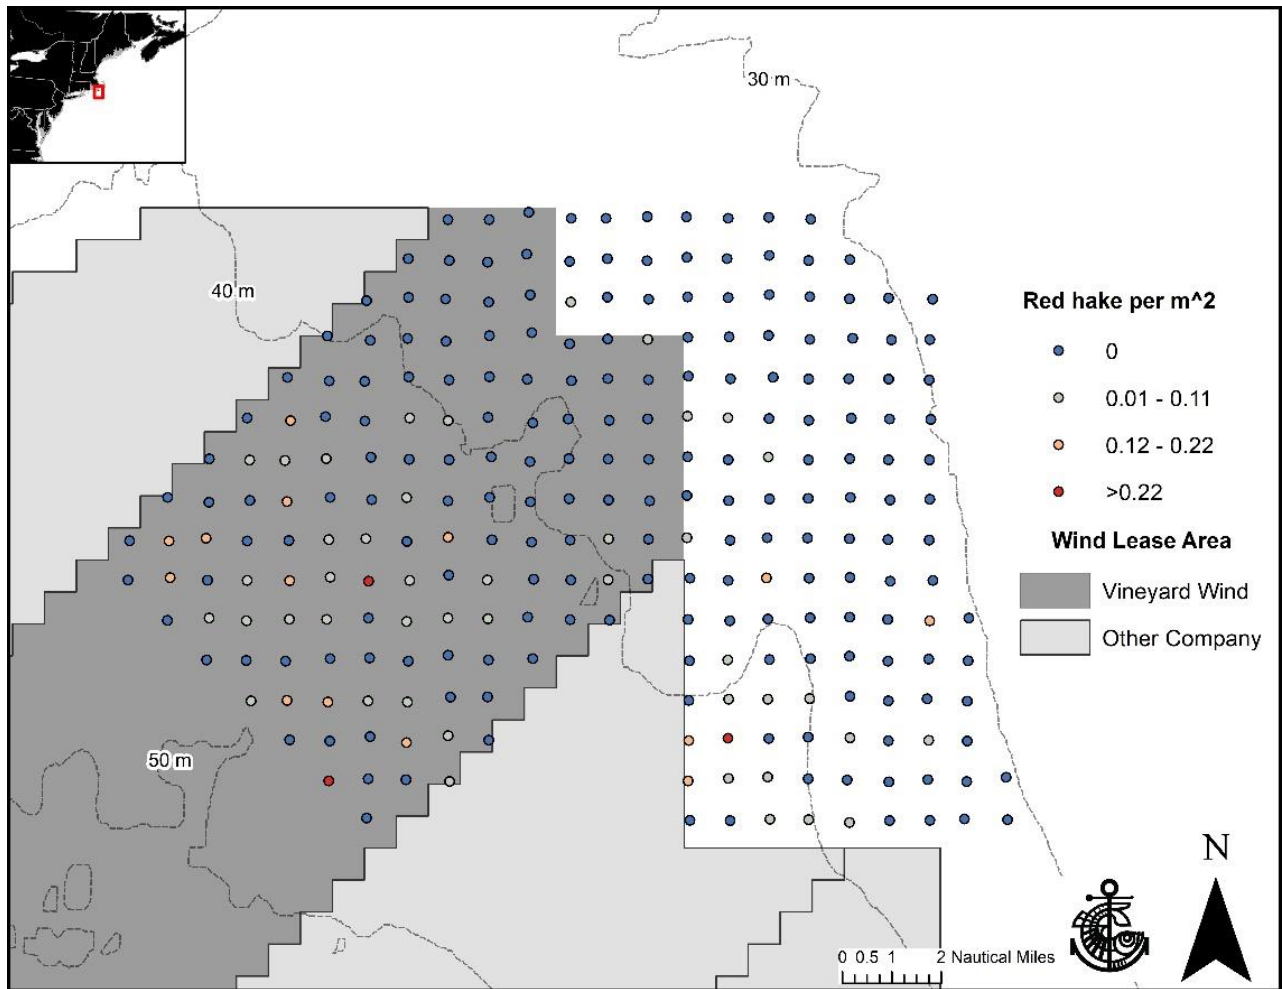 30 m
40 m
50 m
Red hake per m^2
0
0.01 - 0.11
0.12 - 0.22
>0.22
Wind Lease Area
Vineyard Wind
Other Company
N
0 0.5 1 2 Nautical Miles